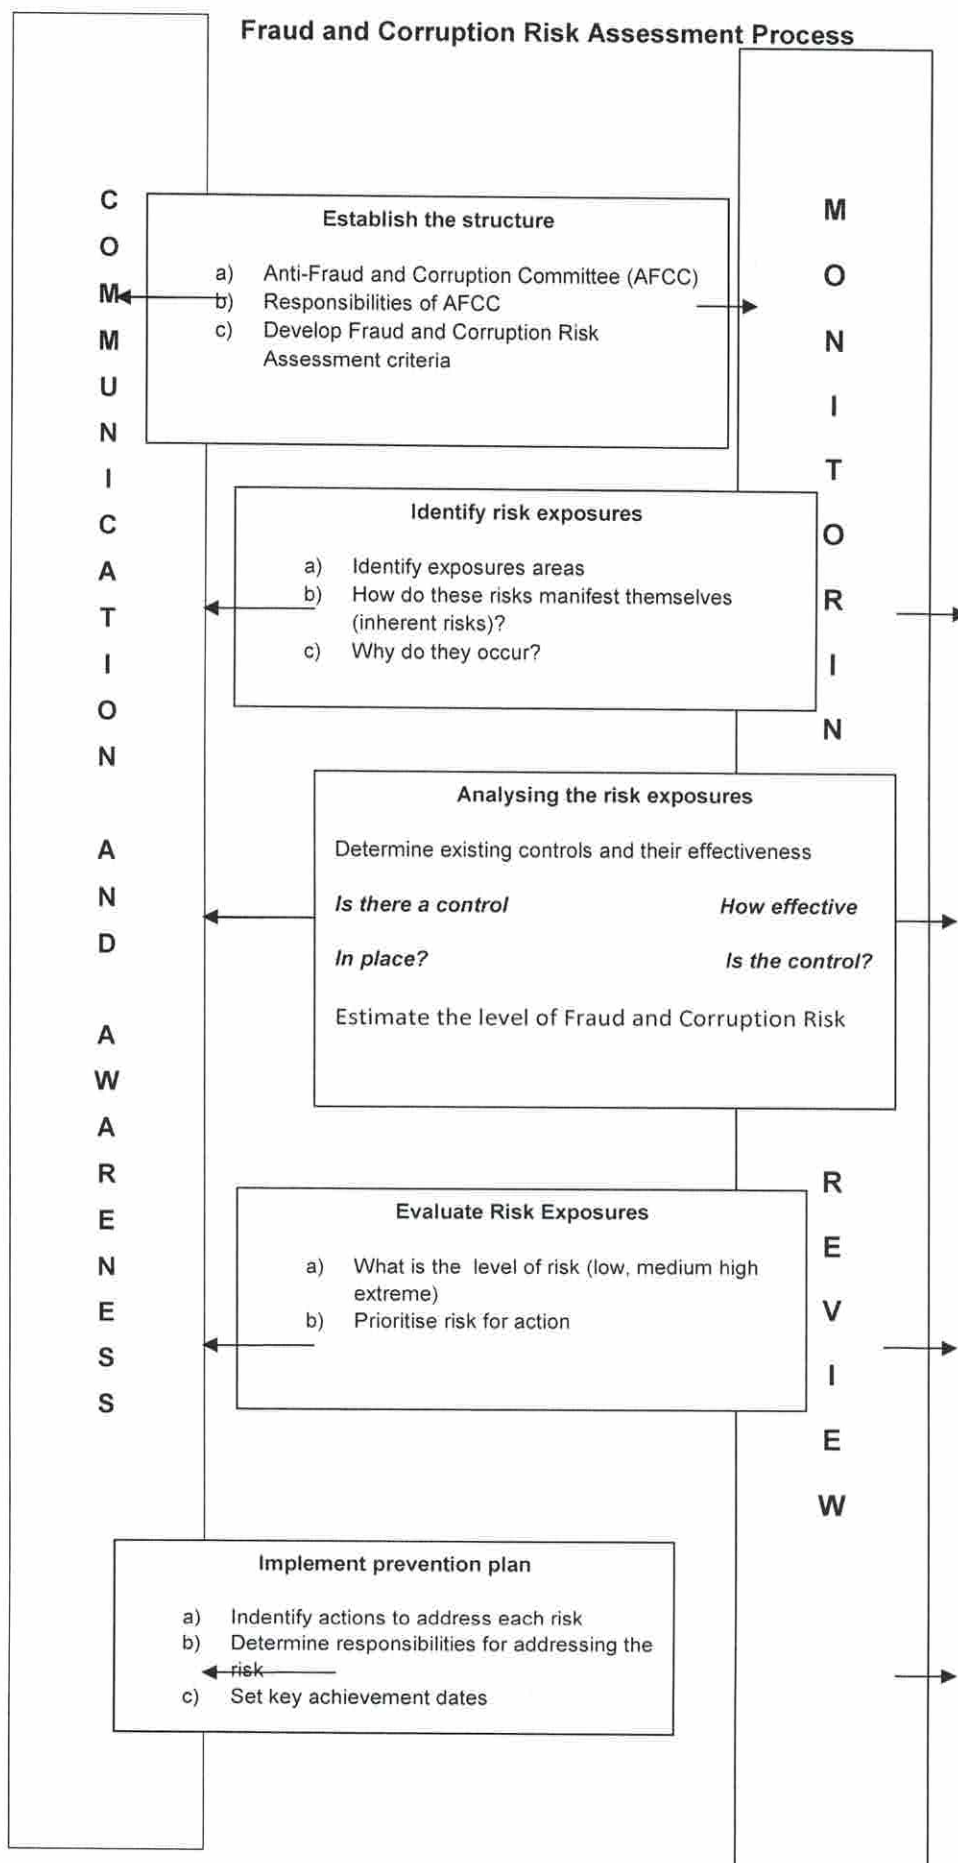 Fraud and Corruption Risk Assessment Process
COMMUNICATION AND AWARENESS
Establish the structure
a) Anti-Fraud and Corruption Committee (AFCC)
b) Responsibilities of AFCC
c) Develop Fraud and Corruption Risk
Assessment criteria
Identify risk exposures
a) Identify exposures areas
b) How do these risks manifest themselves
(inherent risks)?
c) Why do they occur?
Analysing the risk exposures
Determine existing controls and their effectiveness
Is there a control How effective
In place? Is the control?
Estimate the level of Fraud and Corruption Risk
Evaluate Risk Exposures
a) What is the level of risk (low, medium high
extreme)
b) Prioritise risk for action
Implement prevention plan
a) Indentify actions to address each risk
b) Determine responsibilities for addressing the
risk
c) Set key achievement dates
MONITORIN REVIEW